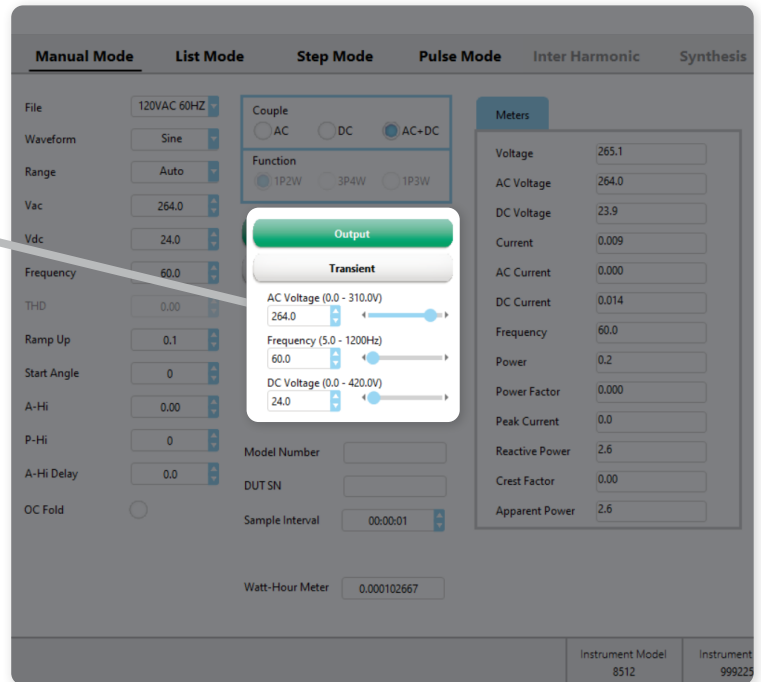 Manual Mode List Mode Step Mode Pulse Mode Inter Harmonic Synthesis
File 120VAC 60HZ
Waveform Sine
Range Auto
Vac 264.0
Vdc 24.0
Frequency 60.0
THD 0.00
Ramp Up 0.1
Start Angle 0
A-Hi 0.00
P-Hi 0
A-Hi Delay 0.0
OC Fold
Couple
AC DC AC+DC
Function
1P2W 3P4W 1P3W
Output
Transient
AC Voltage (0.0 - 310.0V)
264.0
Frequency (5.0 - 1200Hz)
60.0
DC Voltage (0.0 - 420.0V)
24.0
Model Number
DUT SN
Sample Interval 00:00:01
Watt-Hour Meter 0.000102667
Meters
Voltage 265.1
AC Voltage 264.0
DC Voltage 23.9
Current 0.009
AC Current 0.000
DC Current 0.014
Frequency 60.0
Power 0.2
Power Factor 0.000
Peak Current 0.0
Reactive Power 2.6
Crest Factor 0.00
Apparent Power 2.6
Instrument Model
8512
Instrument
999225